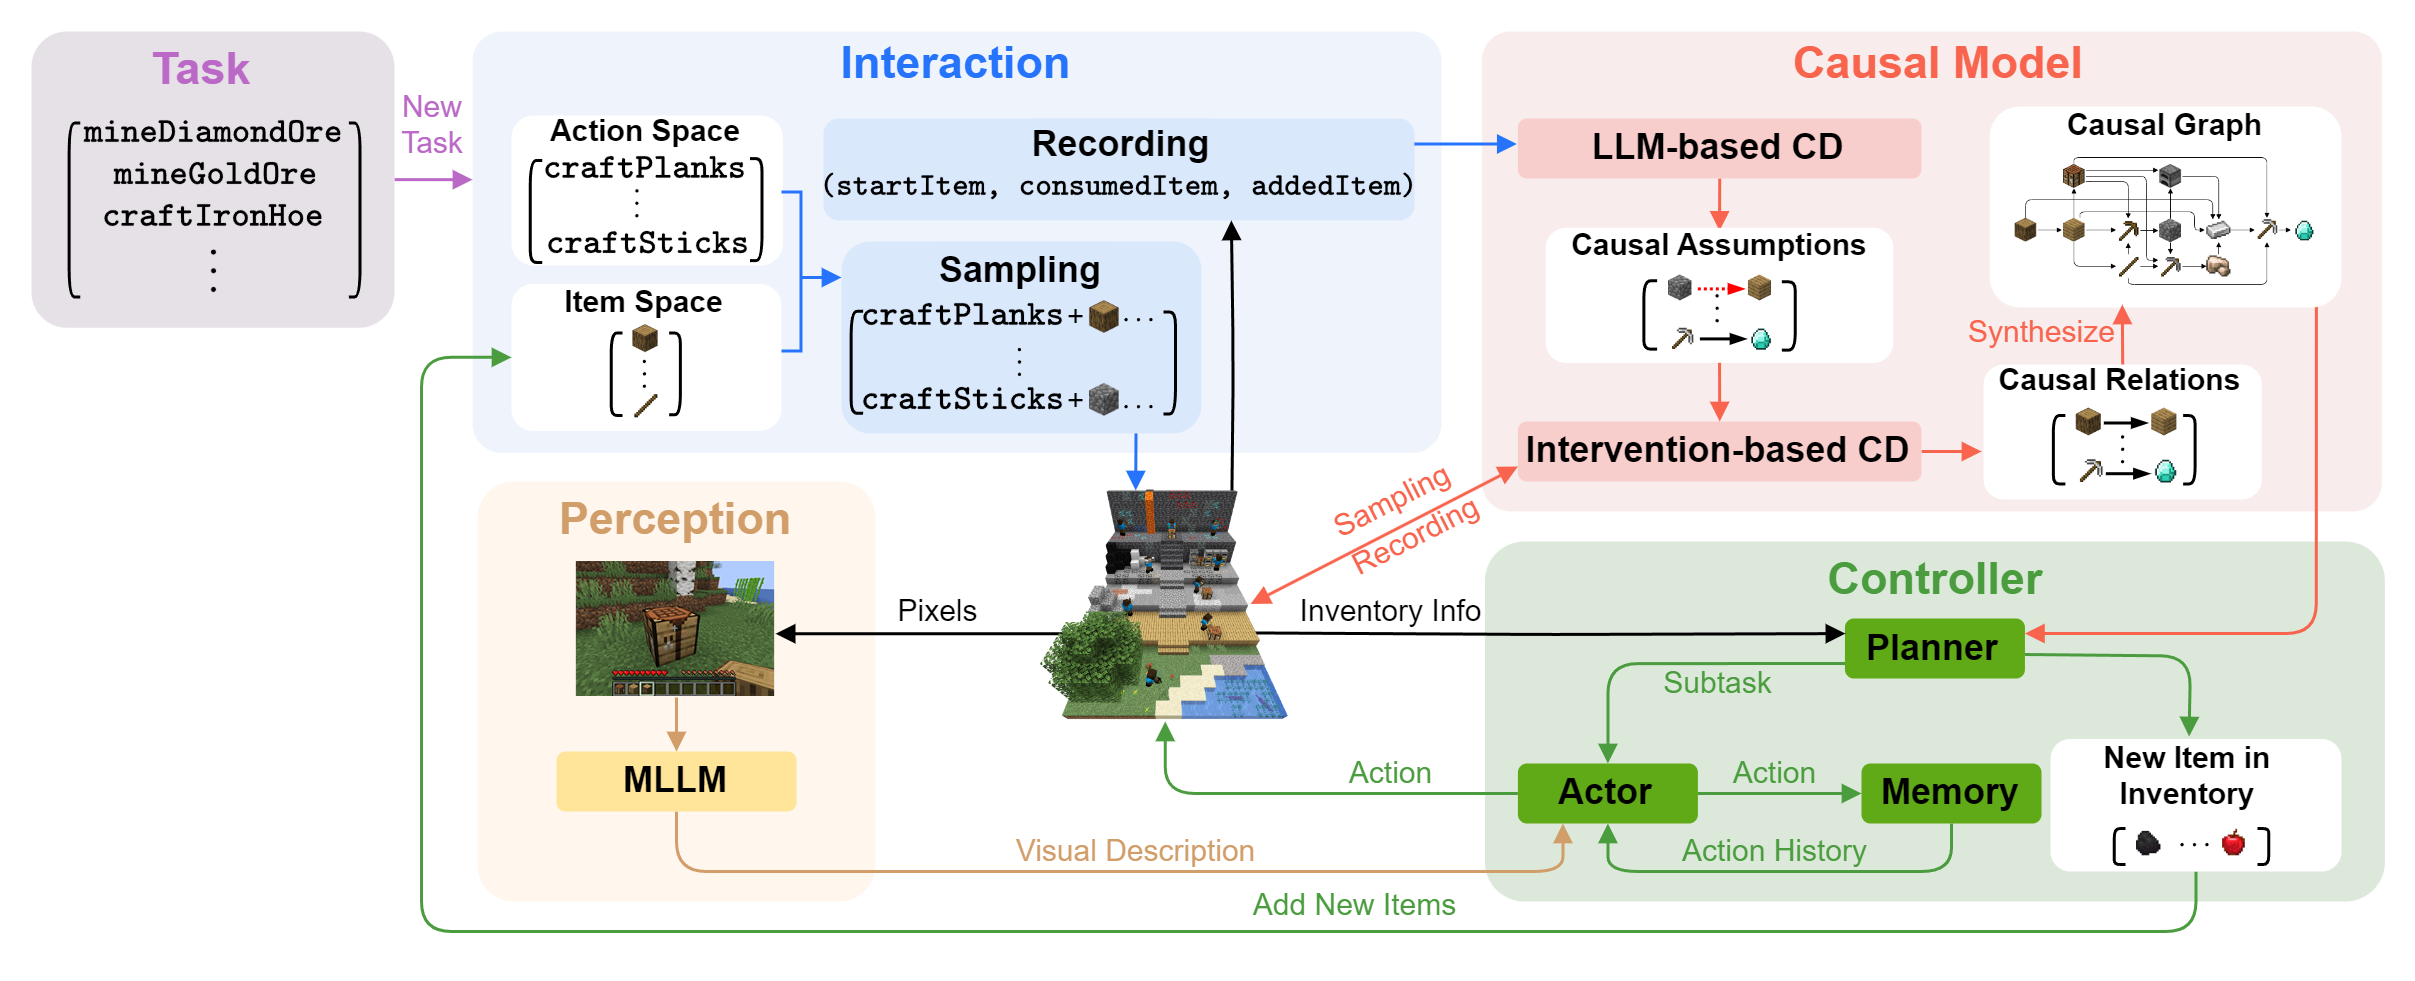 Task
mineDiamondOre
mineGoldOre
craftIronHoe
New
Task
Interaction
Action Space
craftPlanks
craftSticks
Item Space
Recording
(startItem, consumedItem, addedItem)
Sampling
craftPlanks+ ...
craftSticks+ ...
Causal Model
LLM-based CD
Causal Assumptions
Intervention-based CD
Causal Graph
Synthesize
Causal Relations
Sampling
Recording
Perception
MLLM
Pixels
Inventory Info
Visual Description
Controller
Planner
Subtask
Actor
Action
Action
Memory
Action History
New Item in
Inventory
...
Add New Items